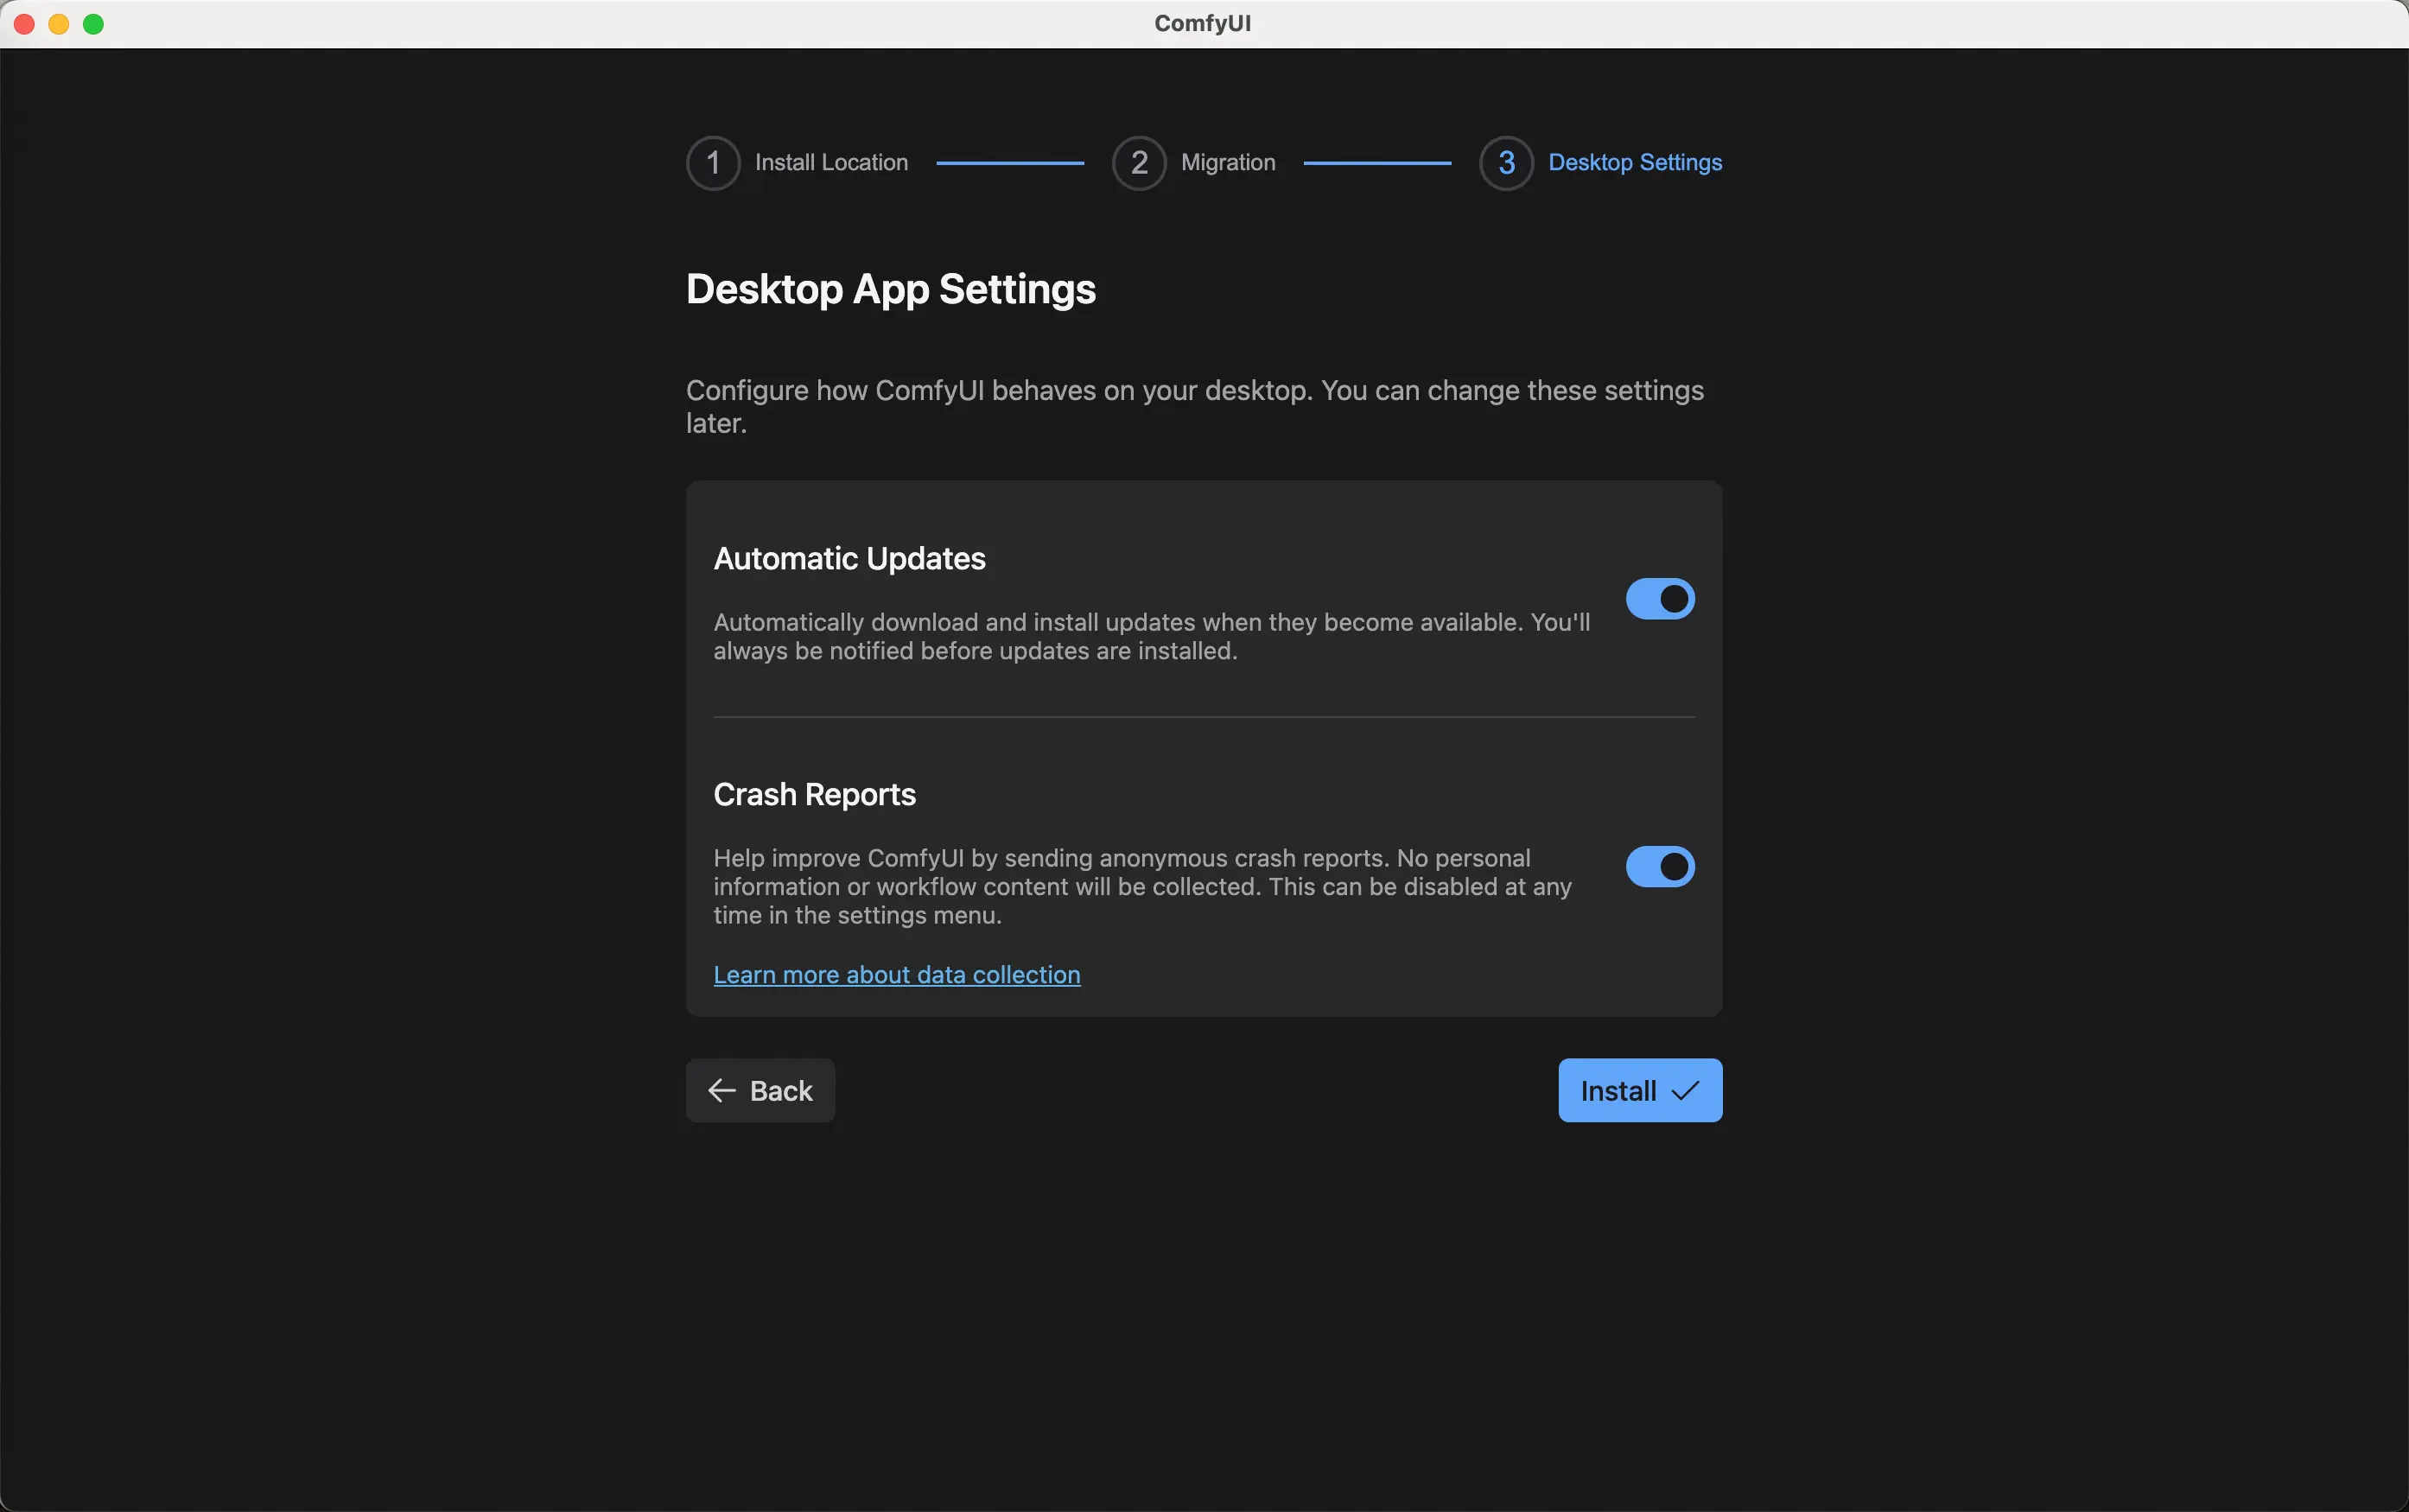 ComfyUI
1 Install Location 2 Migration 3 Desktop Settings
Desktop App Settings
Configure how ComfyUI behaves on your desktop. You can change these settings
later.
Automatic Updates
Automatically download and install updates when they become available. You'll
always be notified before updates are installed.
Crash Reports
Help improve ComfyUI by sending anonymous crash reports. No personal
information or workflow content will be collected. This can be disabled at any
time in the settings menu.
Learn more about data collection
Back Install